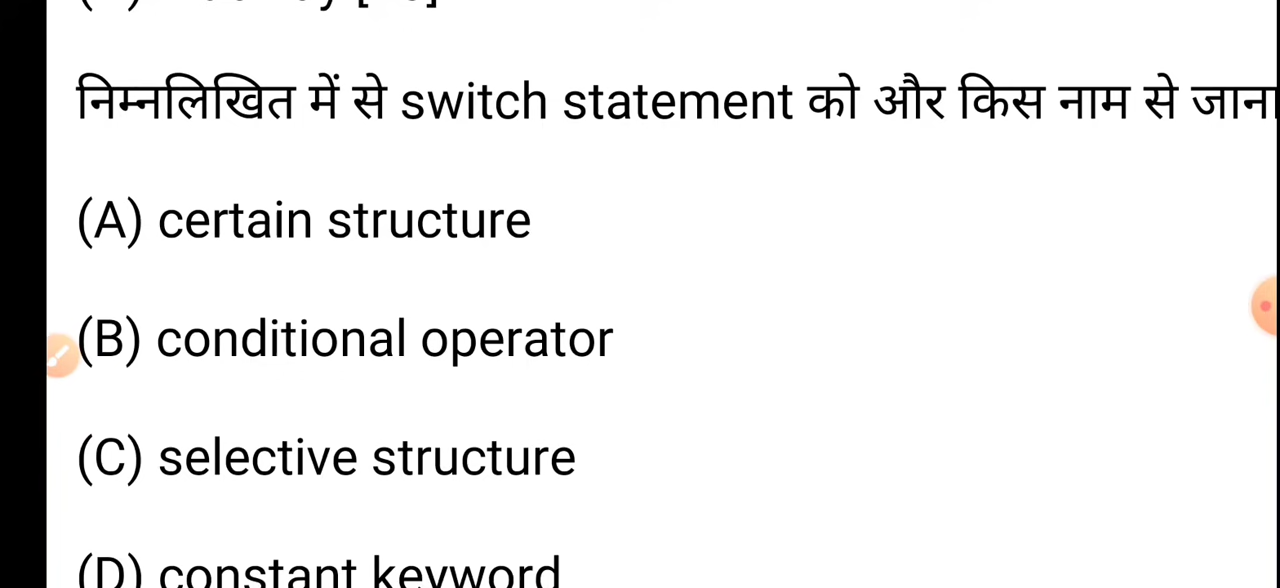 निम्नलिखित में से switch statement को और किस नाम से जाना
(A) certain structure
(B) conditional operator
(C) selective structure
(D) constant keyword